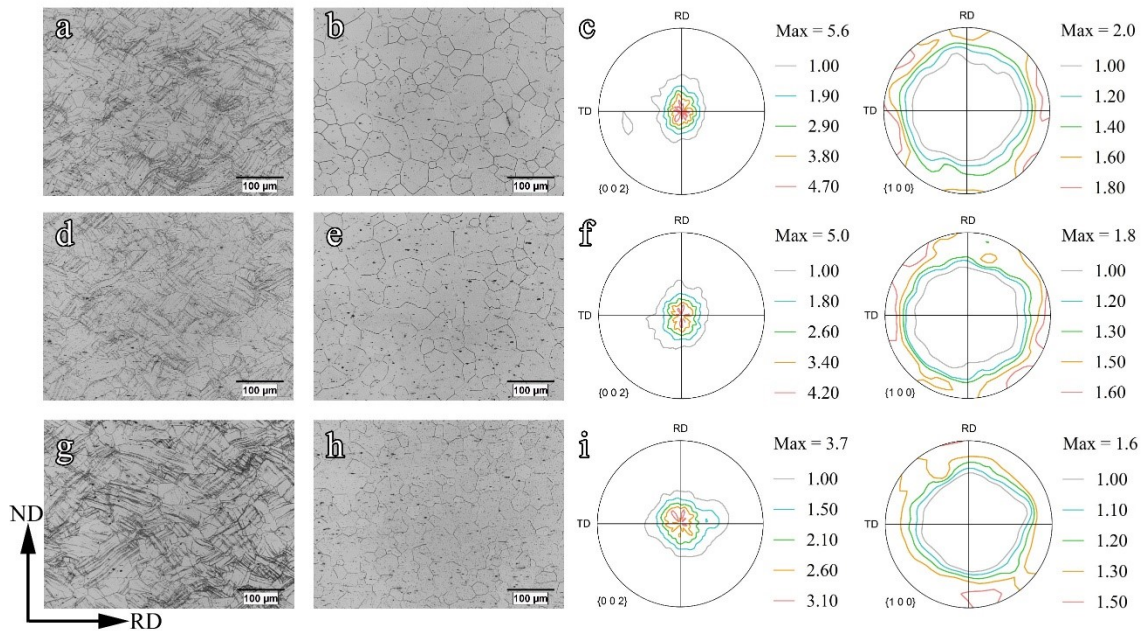 a
100 µm
b
100 µm
c
RD
TD
{0 0 2}
Max = 5.6
1.00
1.90
2.90
3.80
4.70
RD
TD
{1 0 0}
Max = 2.0
1.00
1.20
1.40
1.60
1.80
d
100 µm
e
100 µm
f
RD
TD
{0 0 2}
Max = 5.0
1.00
1.80
2.60
3.40
4.20
RD
TD
{1 0 0}
Max = 1.8
1.00
1.20
1.30
1.50
1.60
g
100 µm
h
100 µm
i
RD
TD
{0 0 2}
Max = 3.7
1.00
1.50
2.10
2.60
3.10
RD
TD
{1 0 0}
Max = 1.6
1.00
1.10
1.20
1.30
1.50
ND
RD